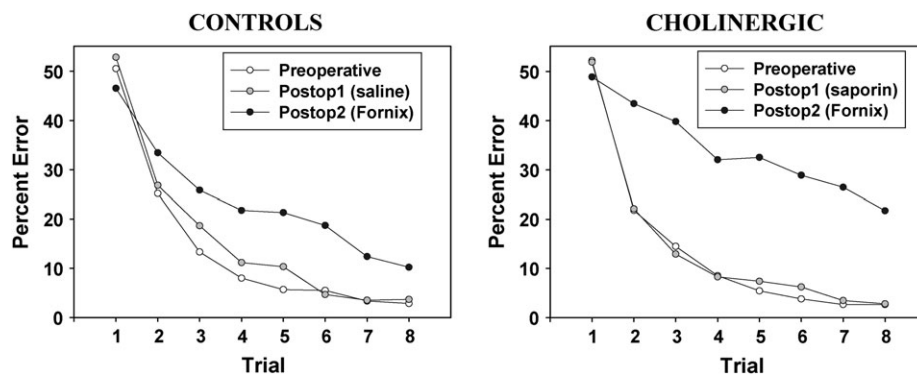 CONTROLS
Preoperative
Postop1 (saline)
Postop2 (Fornix)
Percent Error
50
40
30
20
10
0
1 2 3 4 5 6 7 8
Trial
CHOLINERGIC
Preoperative
Postop1 (saporin)
Postop2 (Fornix)
Percent Error
50
40
30
20
10
0
1 2 3 4 5 6 7 8
Trial